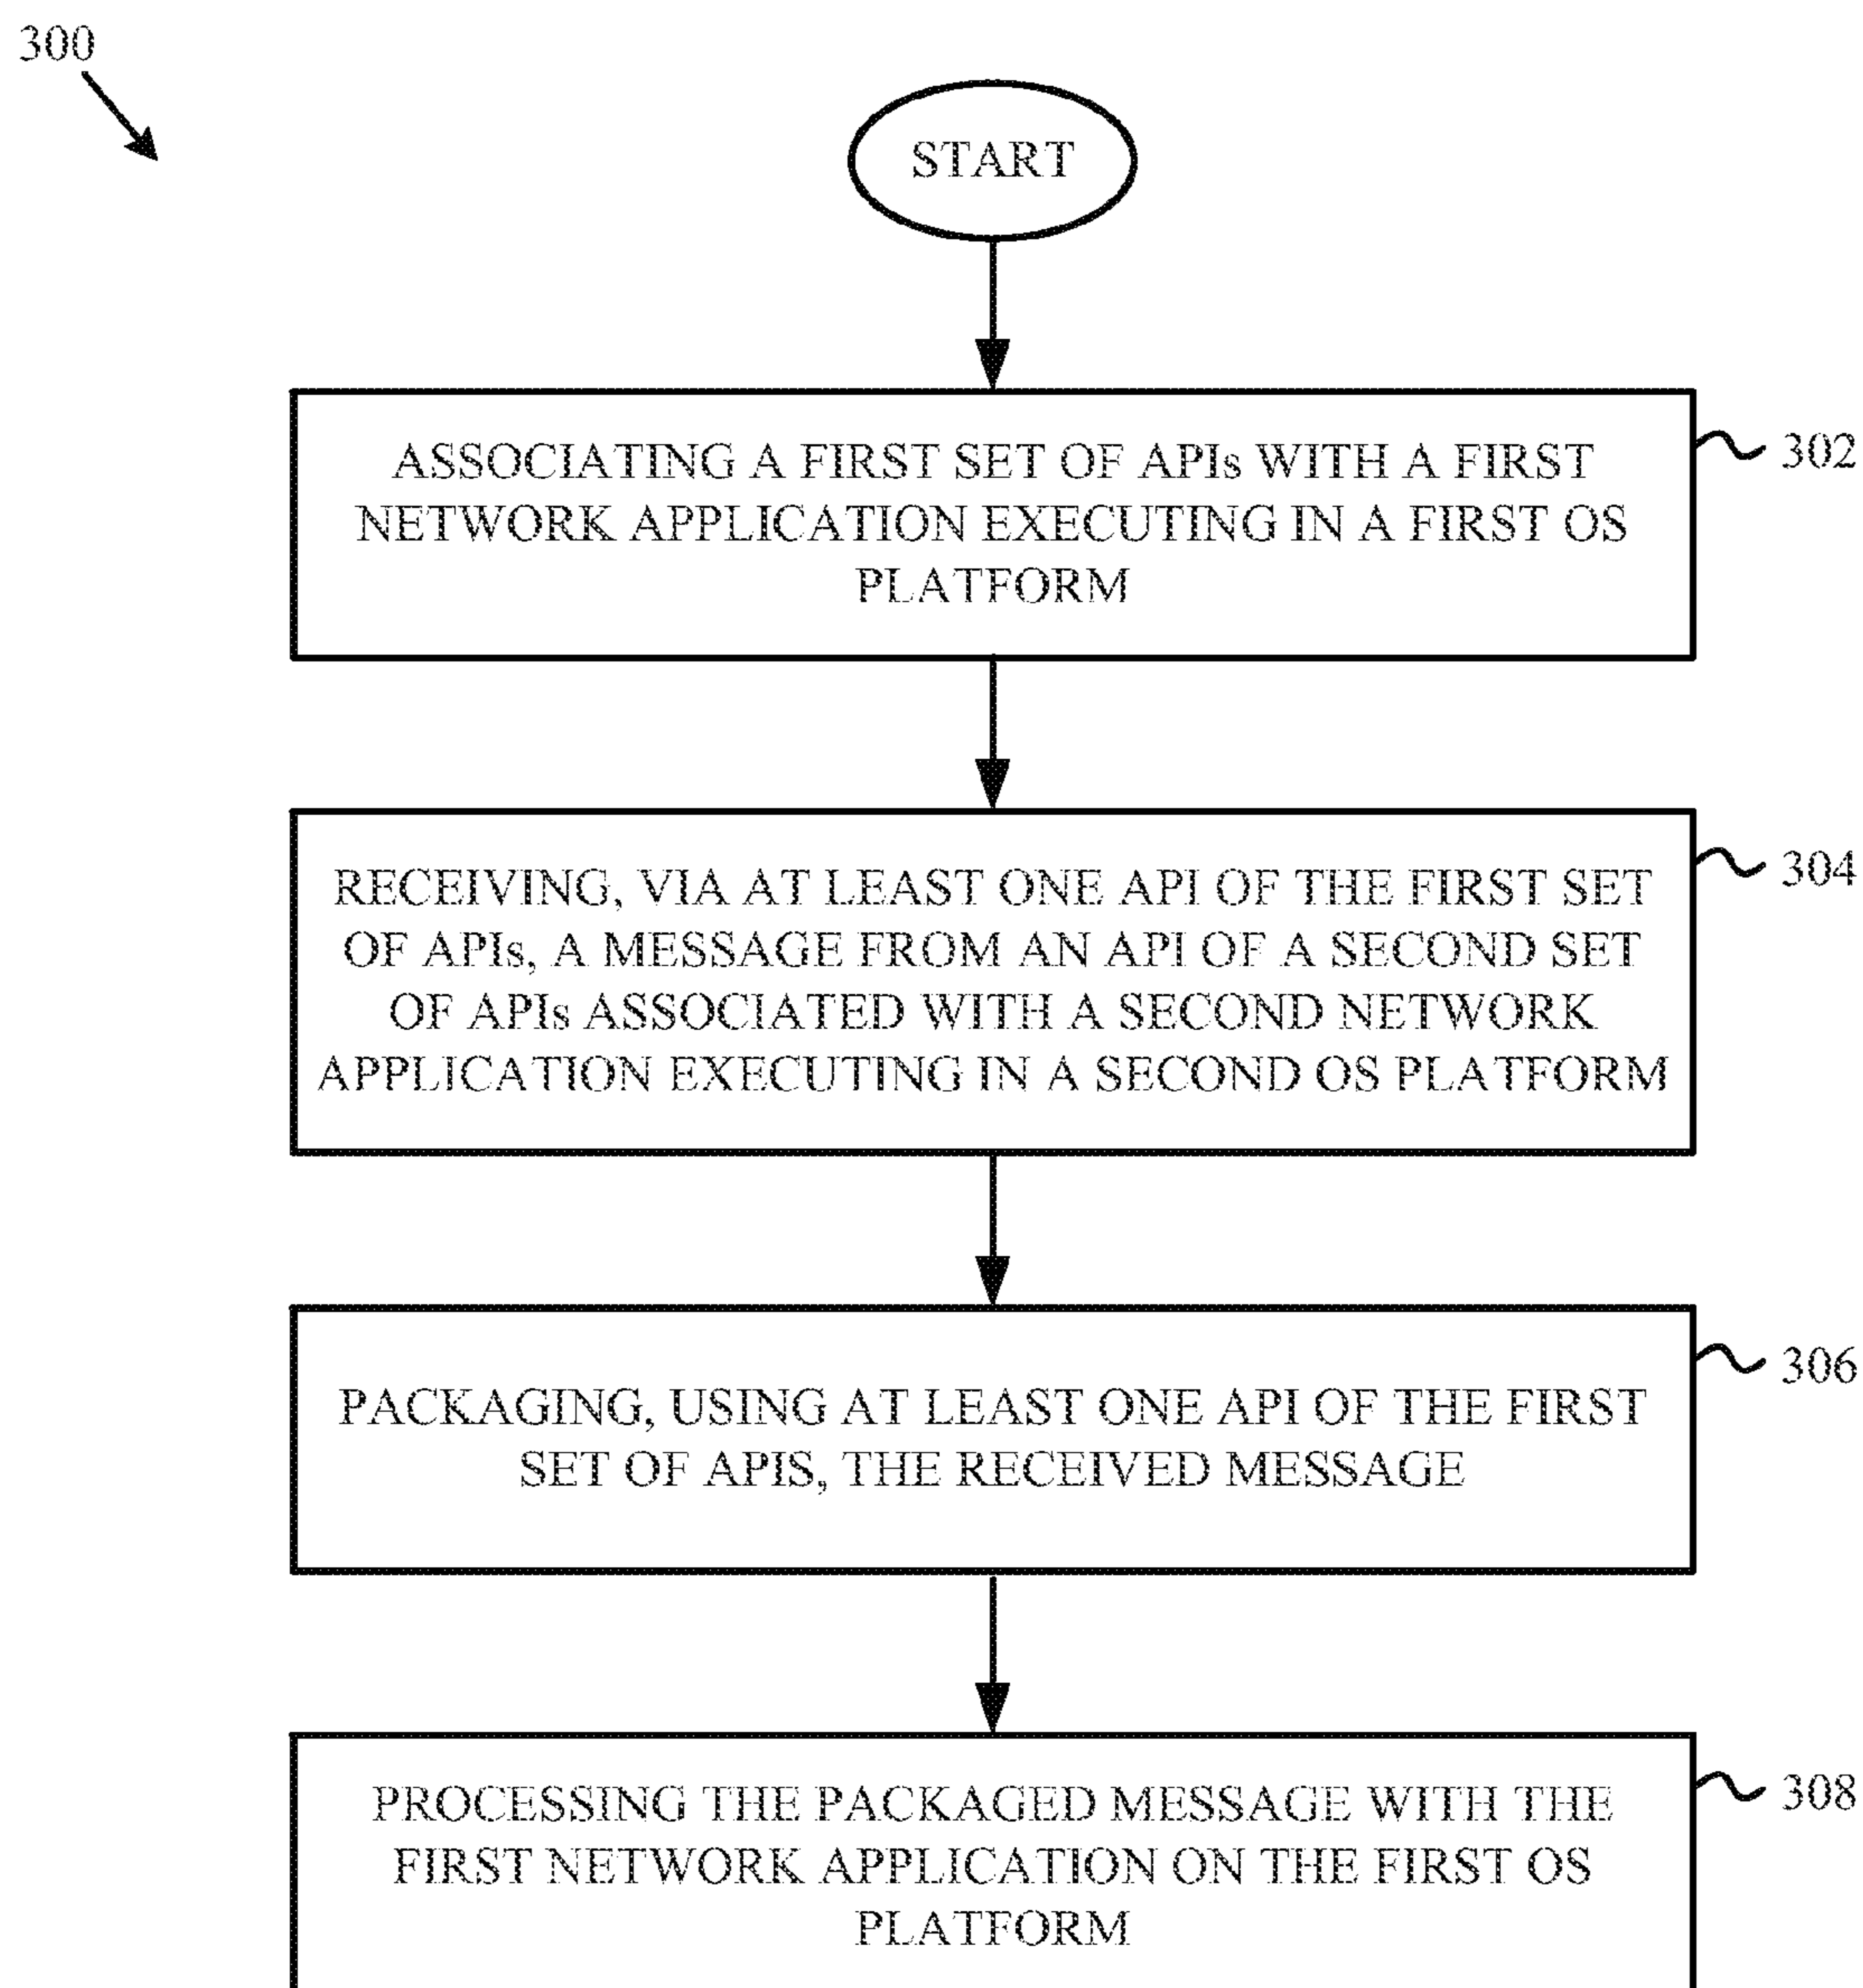 300
START
ASSOCIATING A FIRST SET OF APIs WITH A FIRST
NETWORK APPLICATION EXECUTING IN A FIRST OS
PLATFORM
302
RECEIVING, VIA AT LEAST ONE API OF THE FIRST SET
OF APIs, A MESSAGE FROM AN API OF A SECOND SET
OF APIs ASSOCIATED WITH A SECOND NETWORK
APPLICATION EXECUTING IN A SECOND OS PLATFORM
304
PACKAGING, USING AT LEAST ONE API OF THE FIRST
SET OF APIS, THE RECEIVED MESSAGE
306
PROCESSING THE PACKAGED MESSAGE WITH THE
FIRST NETWORK APPLICATION ON THE FIRST OS
PLATFORM
308